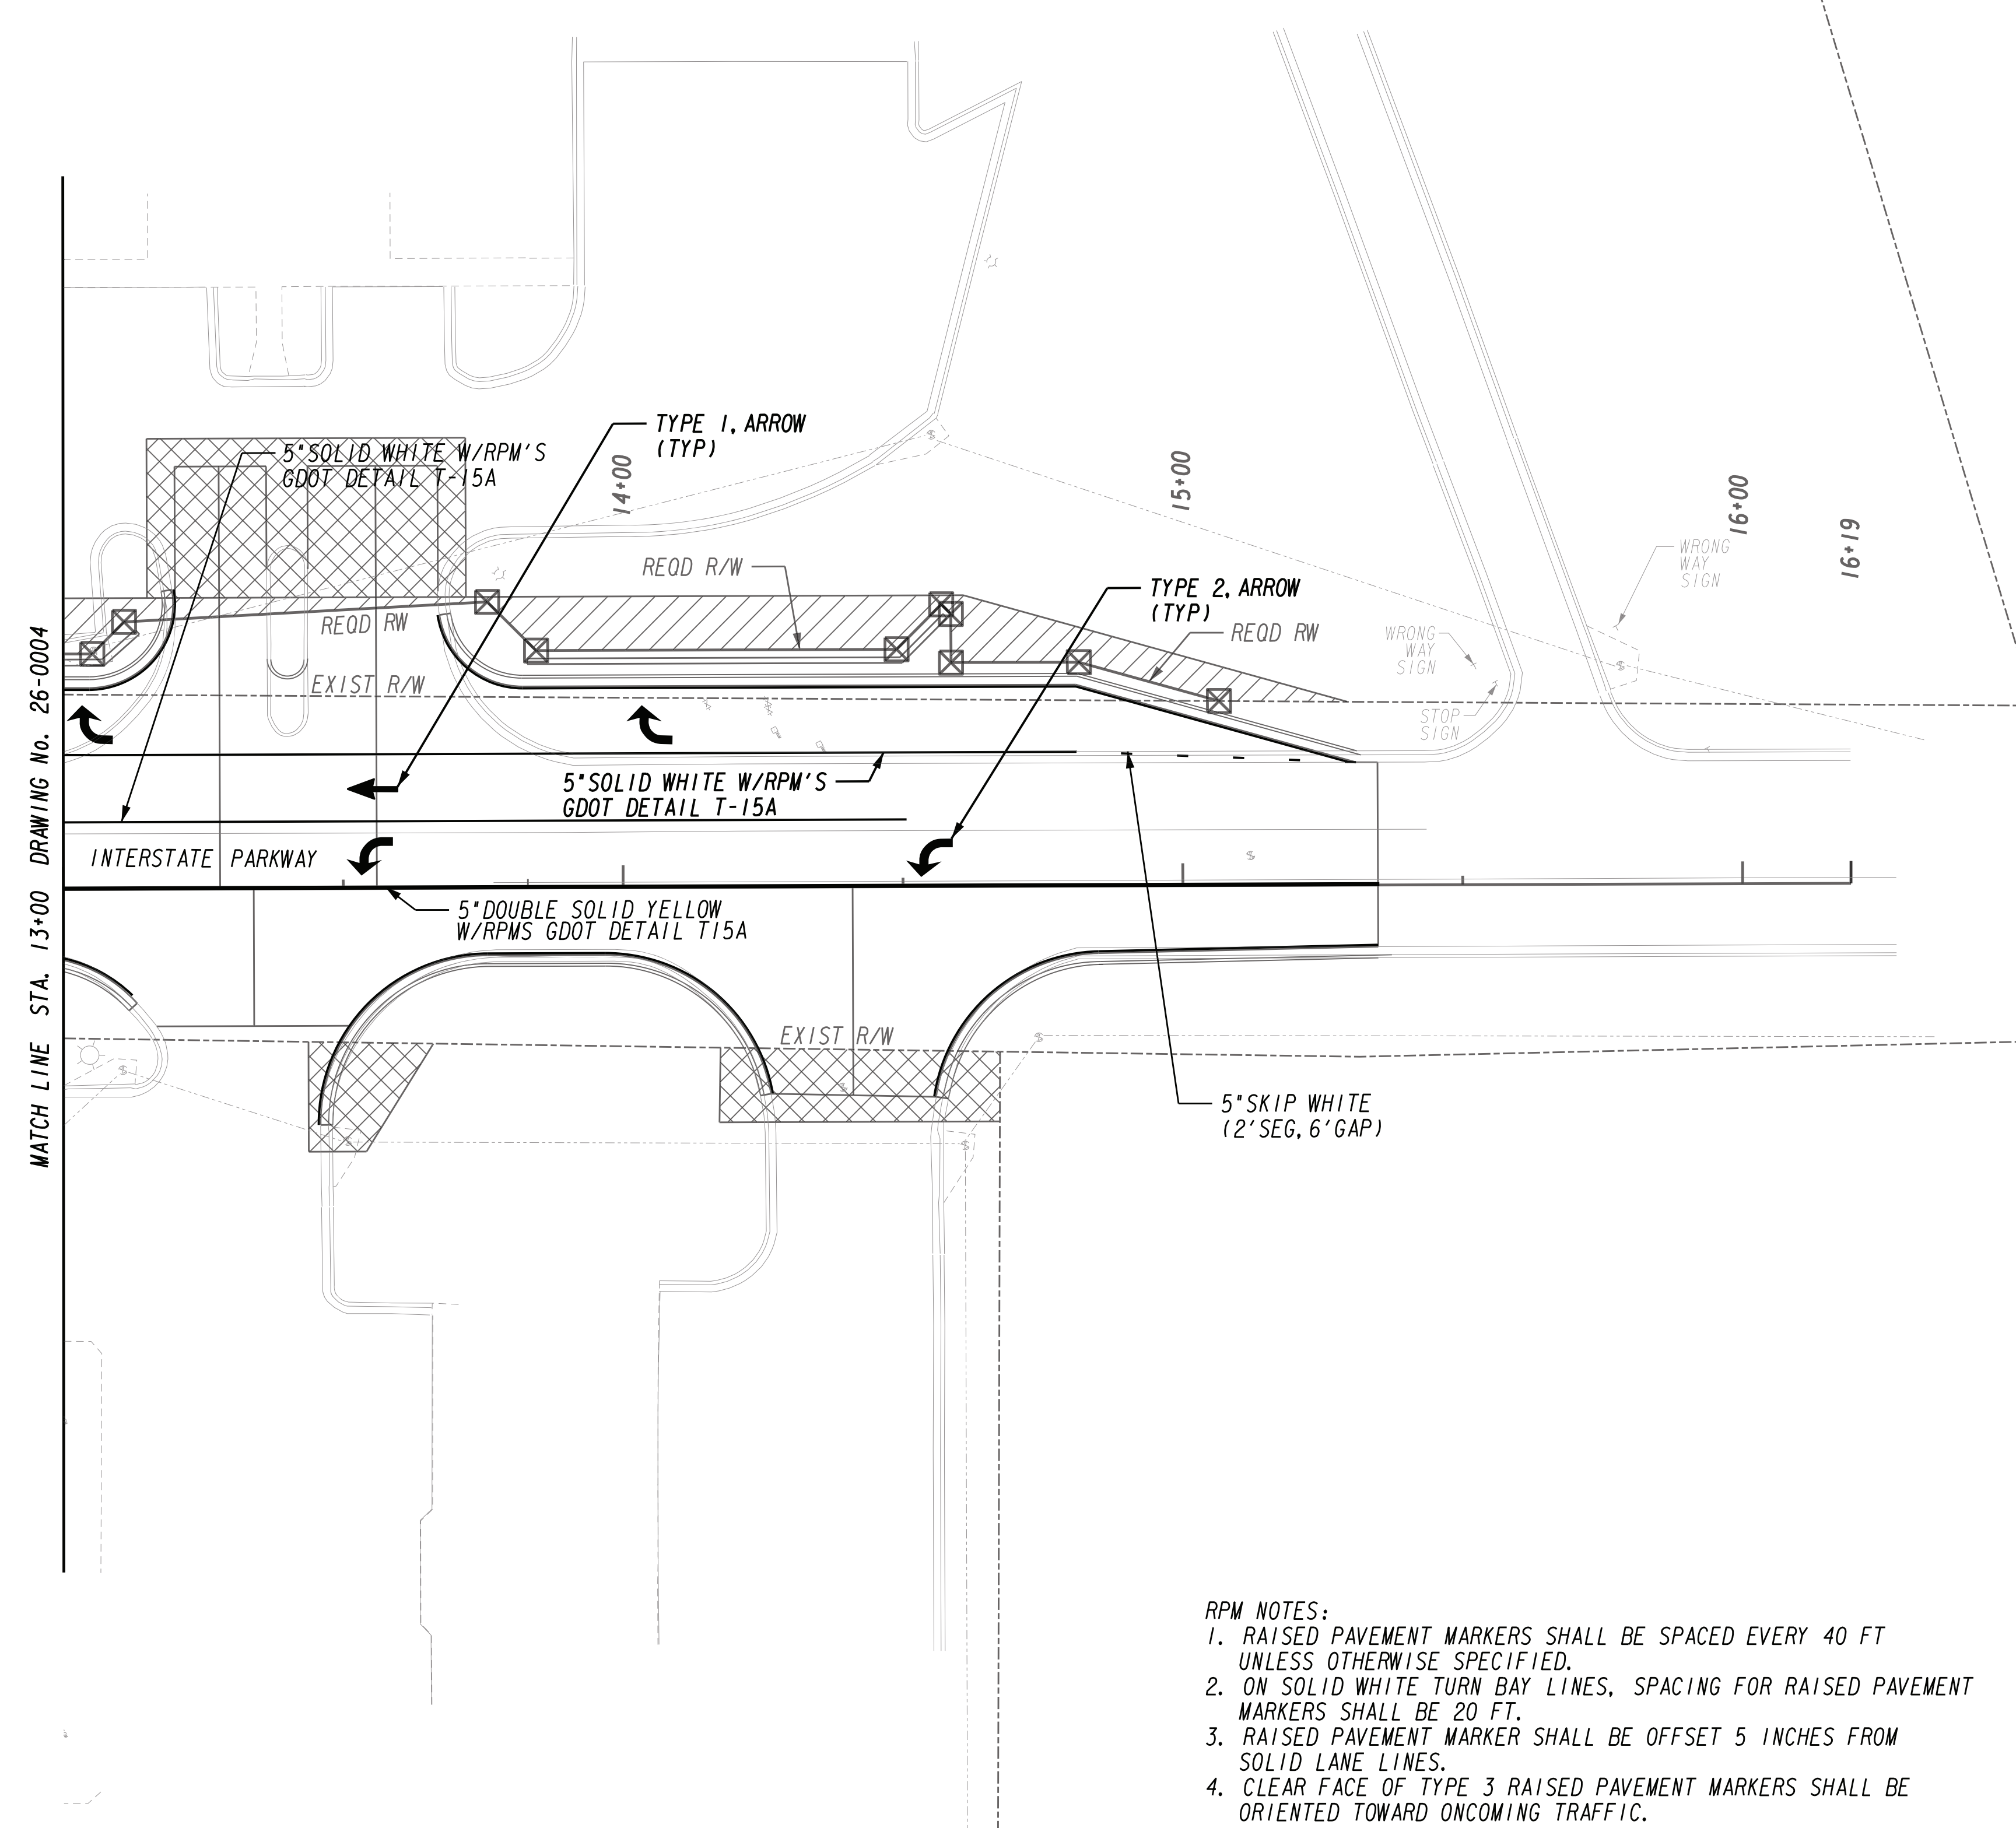 TYPE 1, ARROW
(TYP)
5" SOLID WHITE W/RPM'S
GDOT DETAIL T-15A
14+00
15+00
16+00
16+19
WRONG
WAY
SIGN
REQD R/W
TYPE 2, ARROW
(TYP)
REQD RW
REQD RW
WRONG
WAY
SIGN
EXIST R/W
STOP
SIGN
5" SOLID WHITE W/RPM'S
GDOT DETAIL T-15A
INTERSTATE PARKWAY
5" DOUBLE SOLID YELLOW
W/RPMS GDOT DETAIL T15A
EXIST R/W
5" SKIP WHITE
(2' SEG, 6' GAP)
MATCH LINE STA. 13+00 DRAWING No. 26-0004
RPM NOTES:
1. RAISED PAVEMENT MARKERS SHALL BE SPACED EVERY 40 FT
UNLESS OTHERWISE SPECIFIED.
2. ON SOLID WHITE TURN BAY LINES, SPACING FOR RAISED PAVEMENT
MARKERS SHALL BE 20 FT.
3. RAISED PAVEMENT MARKER SHALL BE OFFSET 5 INCHES FROM
SOLID LANE LINES.
4. CLEAR FACE OF TYPE 3 RAISED PAVEMENT MARKERS SHALL BE
ORIENTED TOWARD ONCOMING TRAFFIC.